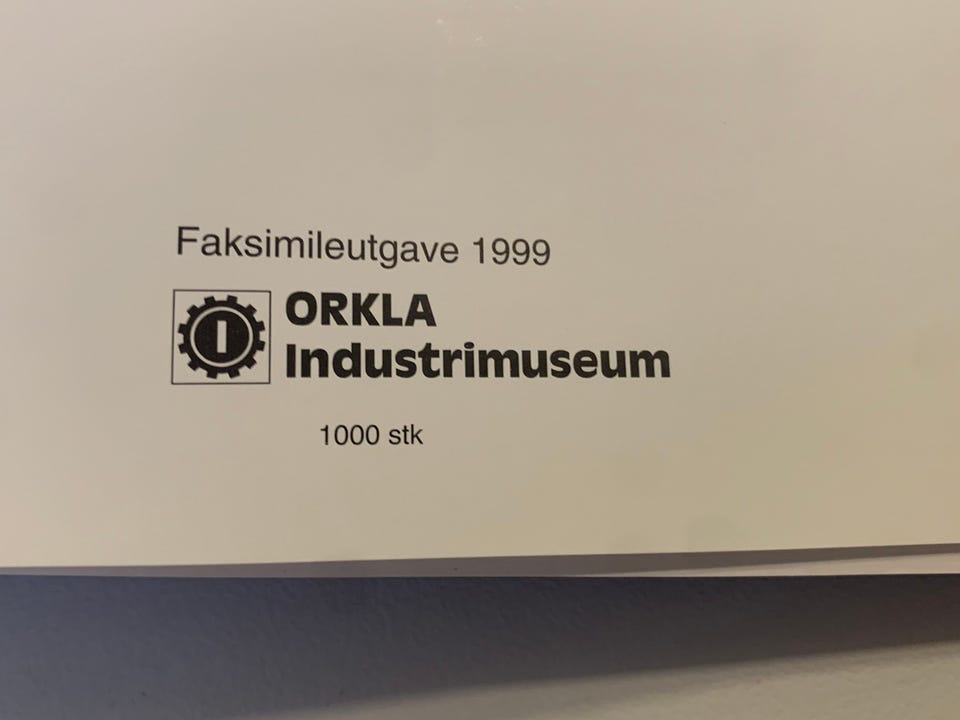 Faksimileutgave 1999
I
ORKLA
Industrimuseum
1000 stk